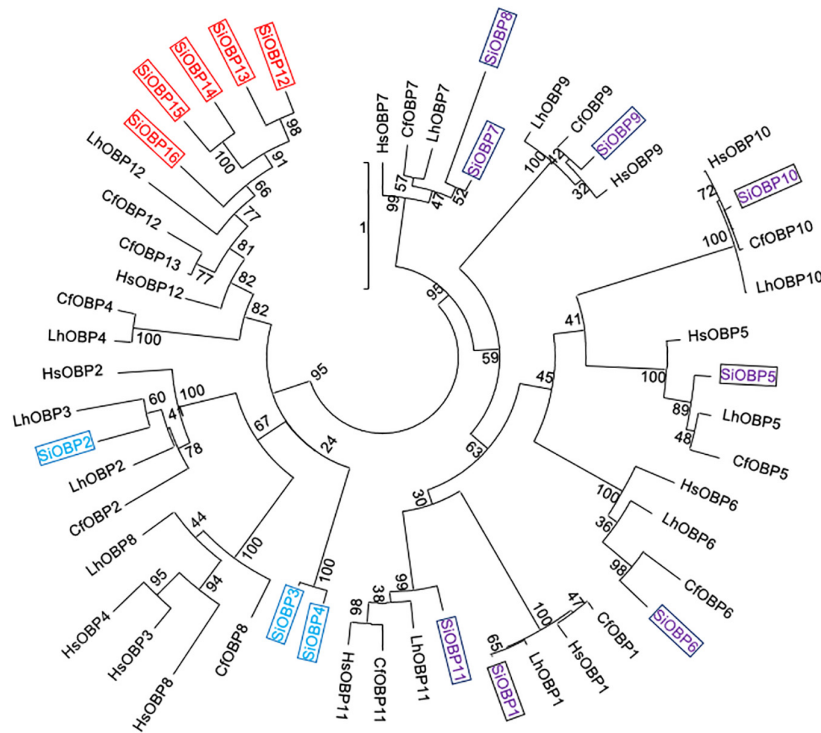 SiOBP12
SiOBP13
SiOBP14
SiOBP15
SiOBP16
LhOBP12
CfOBP12
CfOBP13
HsOBP12
CfOBP4
LhOBP4
HsOBP2
LhOBP3
SiOBP2
LhOBP2
CfOBP2
LhOBP8
HsOBP4
HsOBP3
HsOBP8
CfOBP8
SiOBP3
SiOBP4
HsOBP11
CfOBP11
LhOBP11
SiOBP11
SiOBP1
LhOBP1
HsOBP1
CfOBP1
SiOBP6
CfOBP6
LhOBP6
HsOBP6
CfOBP5
LhOBP5
SiOBP5
HsOBP5
LhOBP10
CfOBP10
SiOBP10
HsOBP10
HsOBP9
SiOBP9
CfOBP9
LhOBP9
SiOBP7
SiOBP8
LhOBP7
CfOBP7
HsOBP7
98
100
91
66
77
81
77
82
82
100
95
100
60
41
78
67
24
44
100
95
94
100
1
99
57
47
52
95
59
63
100
42
32
72
100
41
45
100
89
48
100
36
98
30
99
38
98
100
47
65